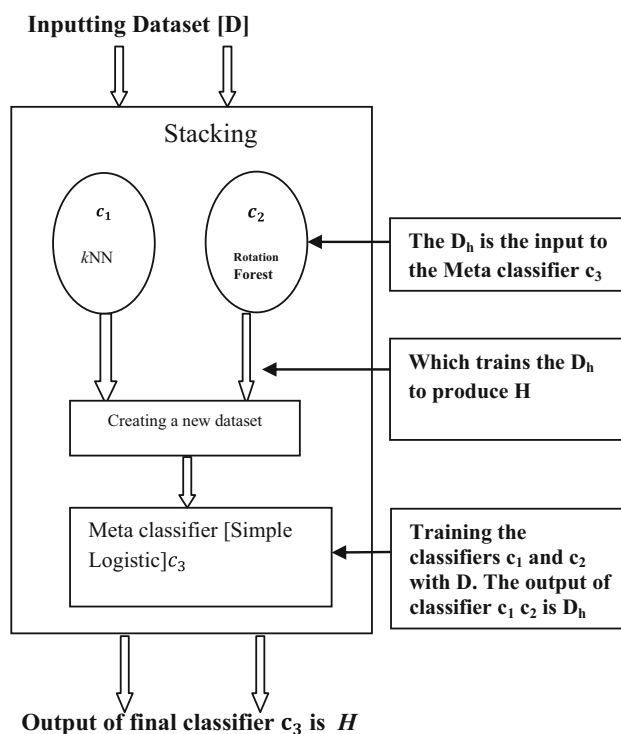 Inputting Dataset [D]
Stacking
c₁
kNN
c₂
Rotation
Forest
The Dₕ is the input to
the Meta classifier c₃
Which trains the Dₕ
to produce H
Creating a new dataset
Meta classifier [Simple
Logistic]c₃
Training the
classifiers c₁ and c₂
with D. The output of
classifier c₁ c₂ is Dₕ
Output of final classifier c₃ is H